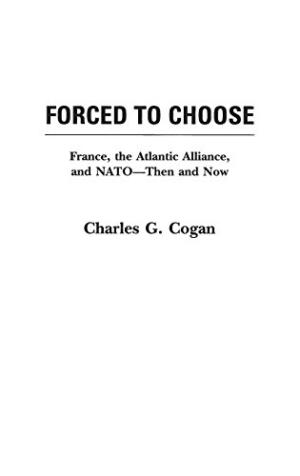 FORCED TO CHOOSE
France, the Atlantic Alliance,
and NATO—Then and Now
Charles G. Cogan